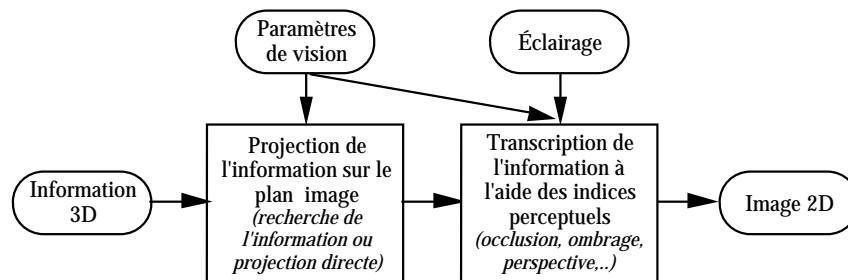 Paramètres
de vision
Éclairage
Information
3D
Projection de
l'information sur le
plan image
(recherche de
l'information ou
projection directe)
Transcription de
l'information à
l'aide des indices
perceptuels
(occlusion, ombrage,
perspective,..)
Image 2D